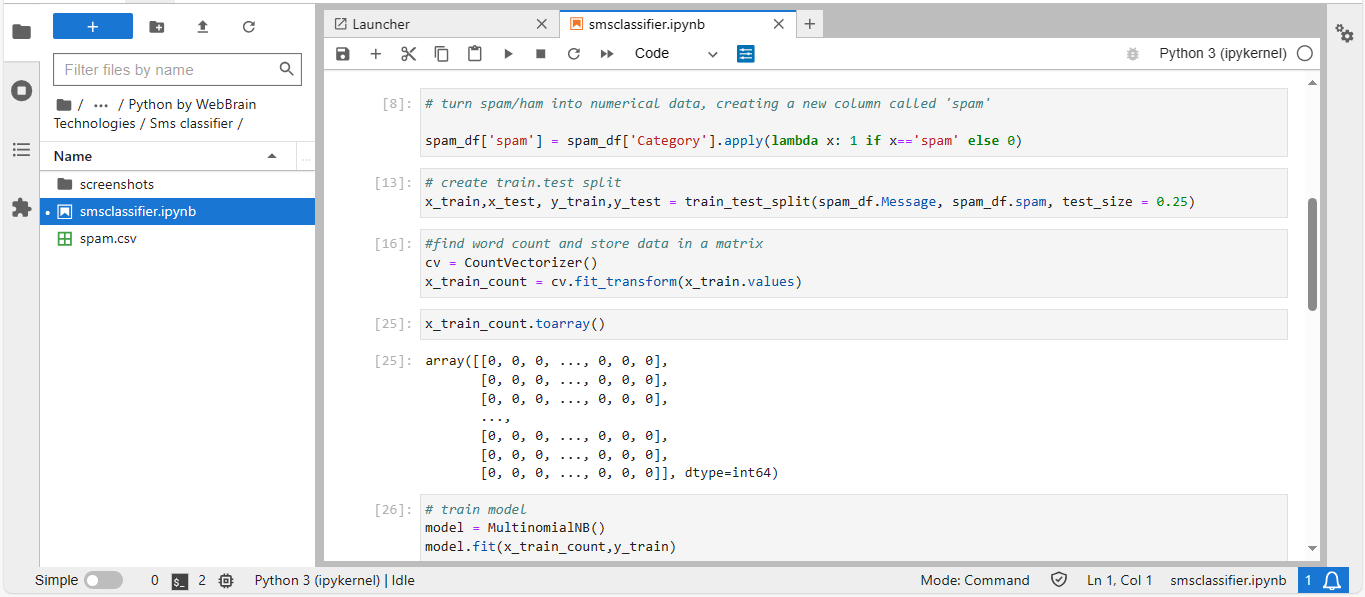 +
Filter files by name
/ ... / Python by WebBrain
Technologies / Sms classifier /
Name
...
screenshots
smsclassifier.ipynb
spam.csv
Launcher
smsclassifier.ipynb
+
Code
Python 3 (ipykernel)
[8]: # turn spam/ham into numerical data, creating a new column called 'spam'
spam_df['spam'] = spam_df['Category'].apply(lambda x: 1 if x=='spam' else 0)
[13]: # create train.test split
x_train,x_test, y_train,y_test = train_test_split(spam_df.Message, spam_df.spam, test_size = 0.25)
[16]: #find word count and store data in a matrix
cv = CountVectorizer()
x_train_count = cv.fit_transform(x_train.values)
[25]: x_train_count.toarray()
[25]: array([[0, 0, 0, ..., 0, 0, 0],
[0, 0, 0, ..., 0, 0, 0],
[0, 0, 0, ..., 0, 0, 0],
...,
[0, 0, 0, ..., 0, 0, 0],
[0, 0, 0, ..., 0, 0, 0],
[0, 0, 0, ..., 0, 0, 0]], dtype=int64)
[26]: # train model
model = MultinomialNB()
model.fit(x_train_count,y_train)
Simple 0 $_ 2 Python 3 (ipykernel) | Idle Mode: Command Ln 1, Col 1 smsclassifier.ipynb 1